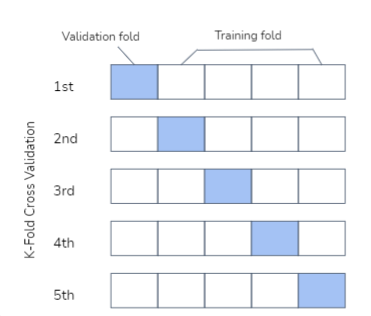 Validation fold
Training fold
K-Fold Cross Validation
1st
2nd
3rd
4th
5th